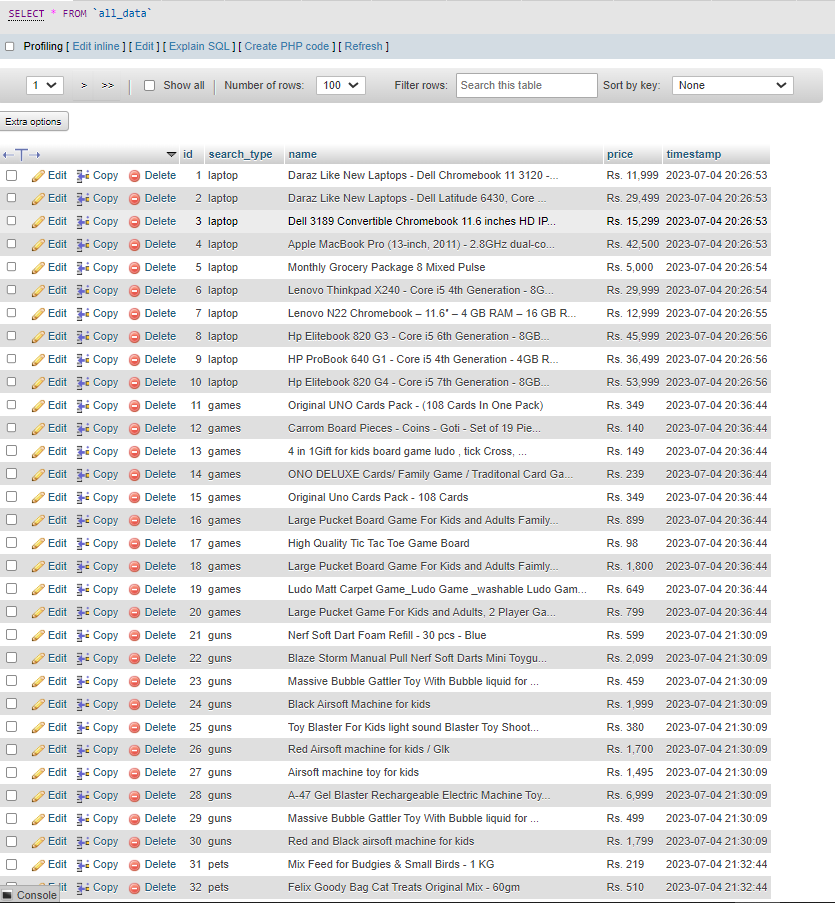 SELECT * FROM `all_data`
Profiling [ Edit inline ] [ Edit ] [ Explain SQL ] [ Create PHP code ] [ Refresh ]
1 > >> Show all Number of rows: 100 Filter rows: Search this table Sort by key: None
Extra options
←T→ id search_type name price timestamp
Edit Copy Delete 1 laptop Daraz Like New Laptops - Dell Chromebook 11 3120 -... Rs. 11,999 2023-07-04 20:26:53
Edit Copy Delete 2 laptop Daraz Like New Laptops - Dell Latitude 6430, Core ... Rs. 29,499 2023-07-04 20:26:53
Edit Copy Delete 3 laptop Dell 3189 Convertible Chromebook 11.6 inches HD IP... Rs. 15,299 2023-07-04 20:26:53
Edit Copy Delete 4 laptop Apple MacBook Pro (13-inch, 2011) - 2.8GHz dual-co... Rs. 42,500 2023-07-04 20:26:53
Edit Copy Delete 5 laptop Monthly Grocery Package 8 Mixed Pulse Rs. 5,000 2023-07-04 20:26:54
Edit Copy Delete 6 laptop Lenovo Thinkpad X240 - Core i5 4th Generation - 8G... Rs. 29,999 2023-07-04 20:26:54
Edit Copy Delete 7 laptop Lenovo N22 Chromebook – 11.6″ – 4 GB RAM – 16 GB R... Rs. 12,999 2023-07-04 20:26:55
Edit Copy Delete 8 laptop Hp Elitebook 820 G3 - Core i5 6th Generation - 8GB... Rs. 45,999 2023-07-04 20:26:56
Edit Copy Delete 9 laptop HP ProBook 640 G1 - Core i5 4th Generation - 4GB R... Rs. 36,499 2023-07-04 20:26:56
Edit Copy Delete 10 laptop Hp Elitebook 820 G4 - Core i5 7th Generation - 8GB... Rs. 53,999 2023-07-04 20:26:56
Edit Copy Delete 11 games Original UNO Cards Pack - (108 Cards In One Pack) Rs. 349 2023-07-04 20:36:44
Edit Copy Delete 12 games Carrom Board Pieces - Coins - Goti - Set of 19 Pie... Rs. 140 2023-07-04 20:36:44
Edit Copy Delete 13 games 4 in 1Gift for kids board game ludo , tick Cross, ... Rs. 149 2023-07-04 20:36:44
Edit Copy Delete 14 games ONO DELUXE Cards/ Family Game / Traditonal Card Ga... Rs. 239 2023-07-04 20:36:44
Edit Copy Delete 15 games Original Uno Cards Pack - 108 Cards Rs. 349 2023-07-04 20:36:44
Edit Copy Delete 16 games Large Pucket Board Game For Kids and Adults Family... Rs. 899 2023-07-04 20:36:44
Edit Copy Delete 17 games High Quality Tic Tac Toe Game Board Rs. 98 2023-07-04 20:36:44
Edit Copy Delete 18 games Large Pucket Board Game For Kids and Adults Faimly... Rs. 1,800 2023-07-04 20:36:44
Edit Copy Delete 19 games Ludo Matt Carpet Game_Ludo Game _washable Ludo Gam... Rs. 649 2023-07-04 20:36:44
Edit Copy Delete 20 games Large Pucket Game For Kids and Adults, 2 Player Ga... Rs. 799 2023-07-04 20:36:44
Edit Copy Delete 21 guns Nerf Soft Dart Foam Refill - 30 pcs - Blue Rs. 599 2023-07-04 21:30:09
Edit Copy Delete 22 guns Blaze Storm Manual Pull Nerf Soft Darts Mini Toygu... Rs. 2,099 2023-07-04 21:30:09
Edit Copy Delete 23 guns Massive Bubble Gattler Toy With Bubble liquid for ... Rs. 459 2023-07-04 21:30:09
Edit Copy Delete 24 guns Black Airsoft Machine for kids Rs. 1,999 2023-07-04 21:30:09
Edit Copy Delete 25 guns Toy Blaster For Kids light sound Blaster Toy Shoot... Rs. 380 2023-07-04 21:30:09
Edit Copy Delete 26 guns Red Airsoft machine for kids / Glk Rs. 1,700 2023-07-04 21:30:09
Edit Copy Delete 27 guns Airsoft machine toy for kids Rs. 1,495 2023-07-04 21:30:09
Edit Copy Delete 28 guns A-47 Gel Blaster Rechargeable Electric Machine Toy... Rs. 6,999 2023-07-04 21:30:09
Edit Copy Delete 29 guns Massive Bubble Gattler Toy With Bubble liquid for ... Rs. 499 2023-07-04 21:30:09
Edit Copy Delete 30 guns Red and Black airsoft machine for kids Rs. 1,799 2023-07-04 21:30:09
Edit Copy Delete 31 pets Mix Feed for Budgies & Small Birds - 1 KG Rs. 219 2023-07-04 21:32:44
Edit Copy Delete 32 pets Felix Goody Bag Cat Treats Original Mix - 60gm Rs. 510 2023-07-04 21:32:44
Console